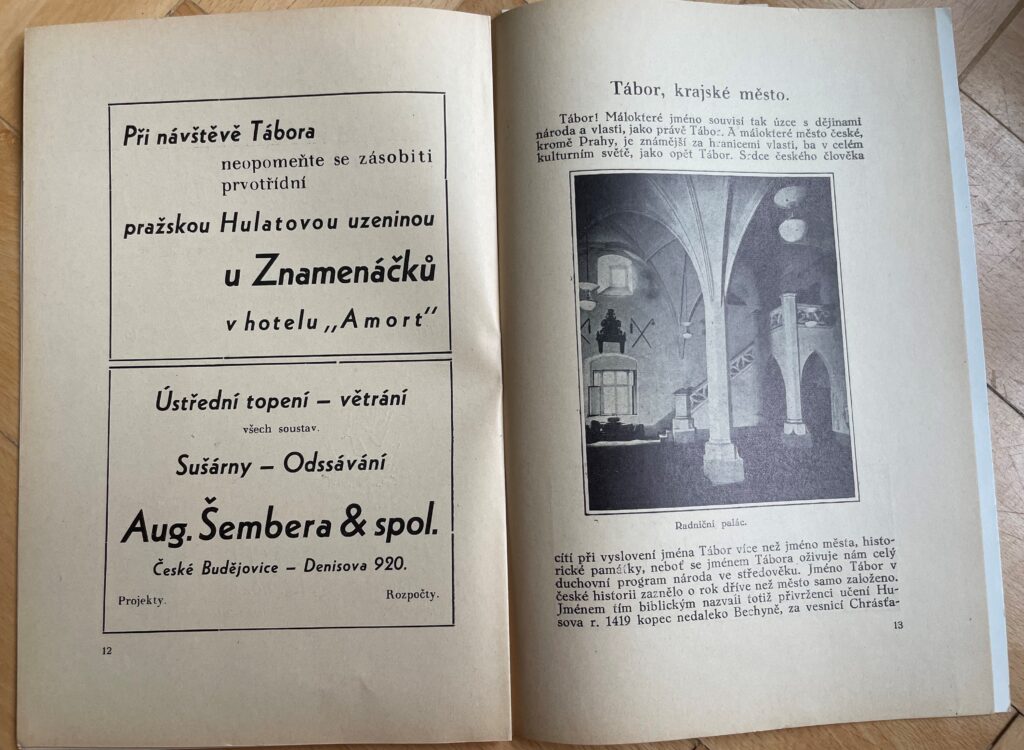 Při návštěvě Tábora
neopomeňte se zásobiti
prvotřídní
pražskou Hulatovou uzeninou
u Znamenáčků
v hotelu „Amort“
Ústřední topení – větrání
všech soustav.
Sušárny – Odssávání
Aug. Šembera & spol.
České Budějovice – Denisova 920.
Projekty.
Rozpočty.
12
Tábor, krajské město.
Tábor! Málokteré jméno souvisí tak úzce s dějinami
národa a vlasti, jako právě Tábor. A málokteré město české,
kromě Prahy, je známější za hranicemi vlasti, ba v celém
kulturním světě, jako opět Tábor. Srdce českého člověka
Radniční palác.
cítí při vyslovení jména Tábor více než jméno města, histo-
rické památky, neboť se jménem Tábora oživuje nám celý
duchovní program národa ve středověku. Jméno Tábor v
české historii zaznělo o rok dříve než město samo založeno.
Jménem tím biblickým nazvali totiž přivrženci učení Hu-
sova r. 1419 kopec nedaleko Bechyně, za vesnicí Chrásťa-
13